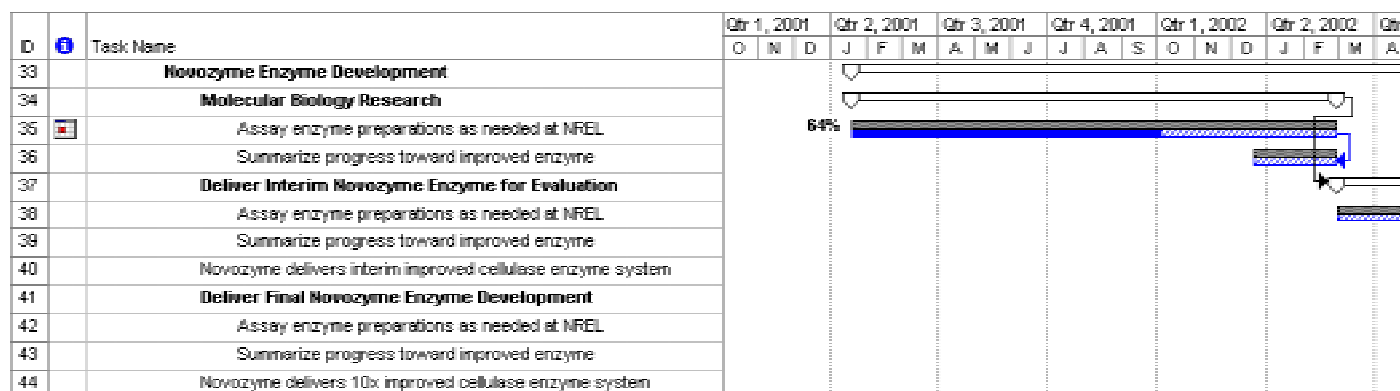 Qtr 1, 2001 Qtr 2, 2001 Qtr 3, 2001 Qtr 4, 2001 Qtr 1, 2002 Qtr 2, 2002 Qtr
ID Task Name O N D J F M A M J J A S O N D J F M A
33 Novozyme Enzyme Development
34 Molecular Biology Research
35 Assay enzyme preparations as needed at NREL 64%
36 Summarize progress toward improved enzyme
37 Deliver Interim Novozyme Enzyme for Evaluation
38 Assay enzyme preparations as needed at NREL
39 Summarize progress toward improved enzyme
40 Novozyme delivers interim improved cellulase enzyme system
41 Deliver Final Novozyme Enzyme Development
42 Assay enzyme preparations as needed at NREL
43 Summarize progress toward improved enzyme
44 Novozyme delivers 10x improved cellulase enzyme system